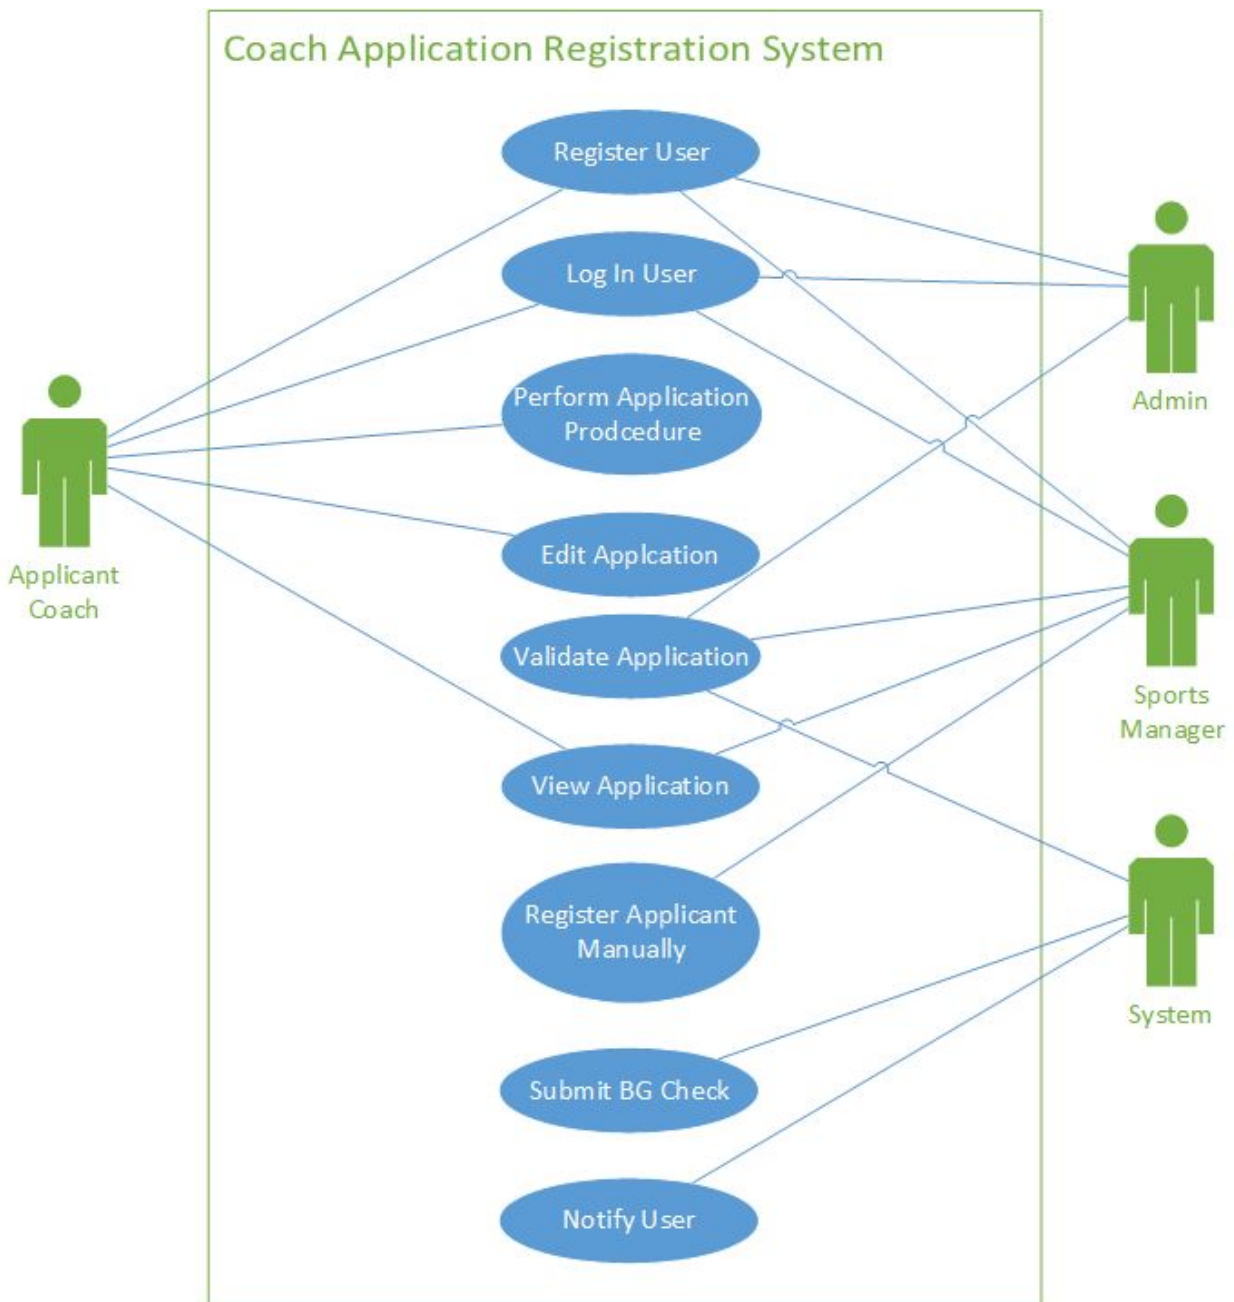 Coach Application Registration System
Register User
Log In User
Perform Application
Prodcedure
Edit Applcation
Validate Application
View Application
Register Applicant
Manually
Submit BG Check
Notify User
Applicant
Coach
Admin
Sports
Manager
System